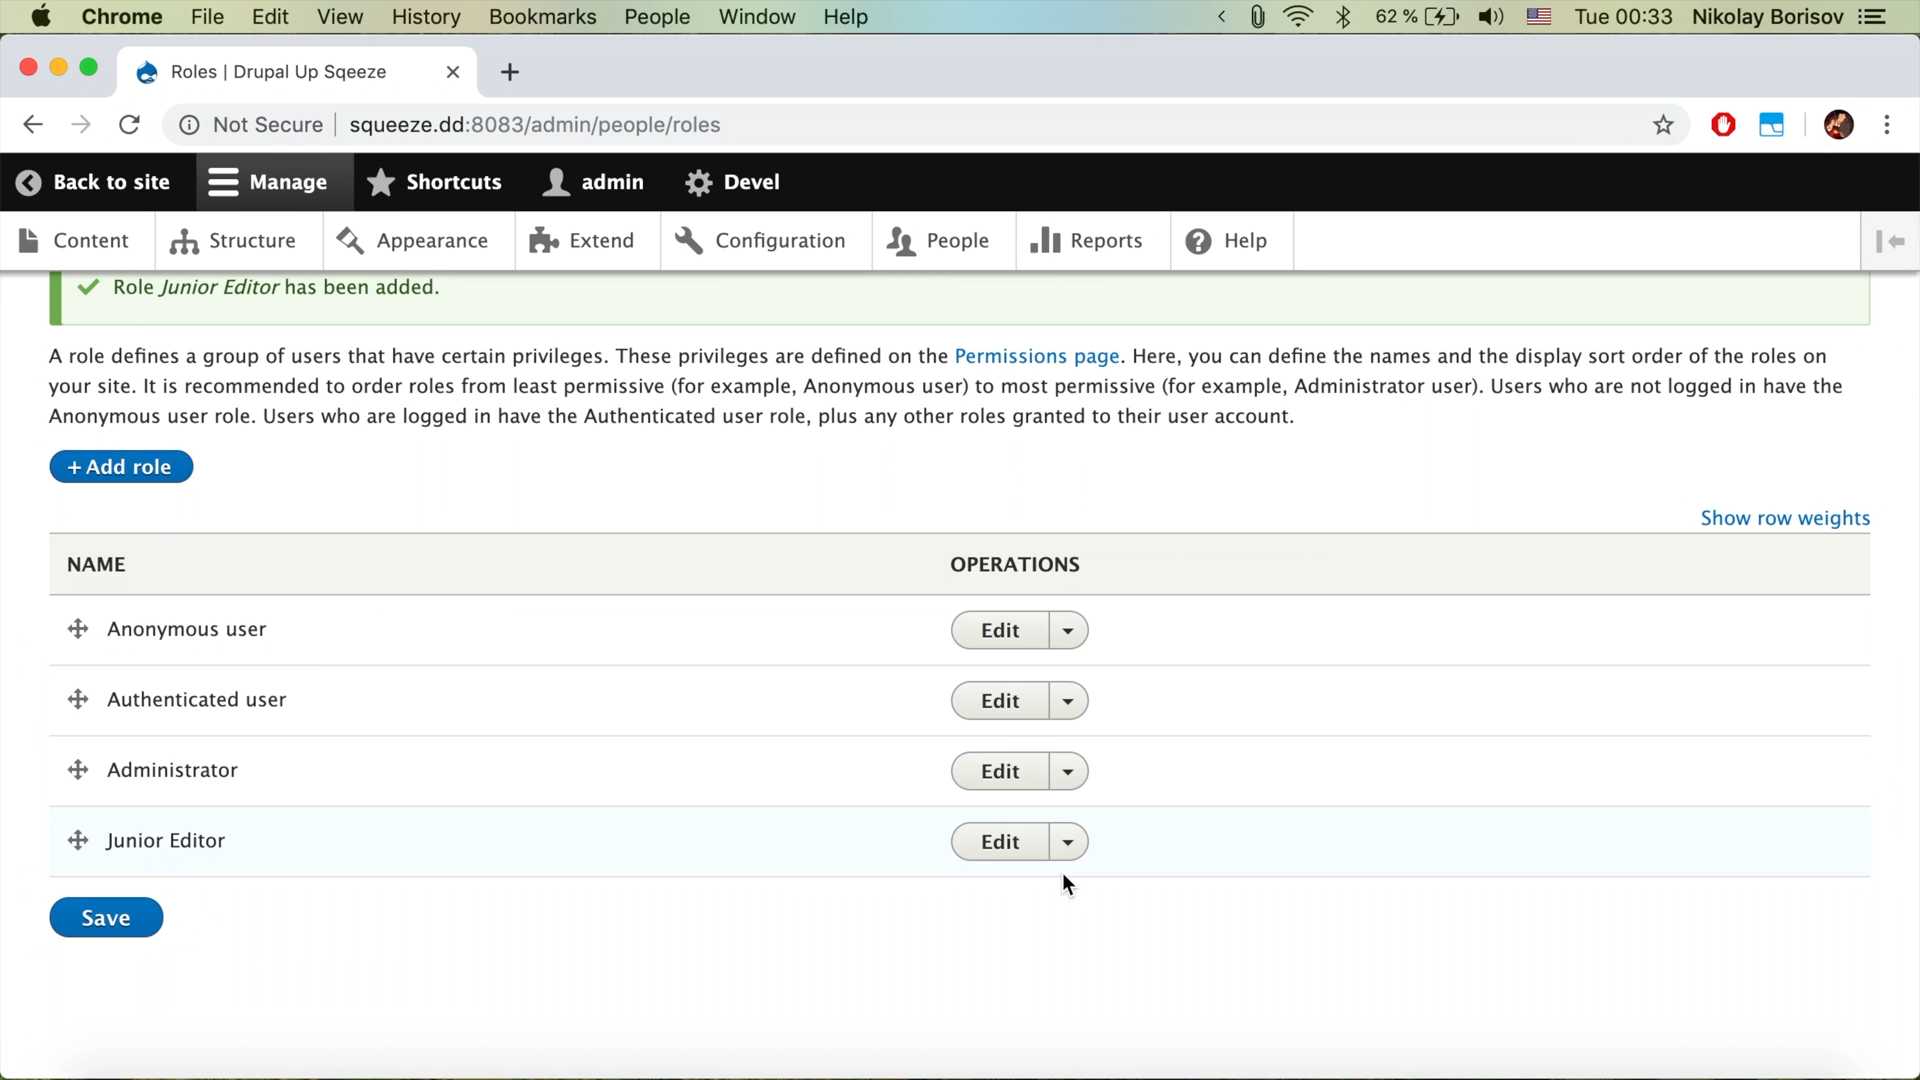 Chrome File Edit View History Bookmarks People Window Help 62 % Tue 00:33 Nikolay Borisov
Roles | Drupal Up Sqeeze
Not Secure squeeze.dd:8083/admin/people/roles
Back to site Manage Shortcuts admin Devel
Content Structure Appearance Extend Configuration People Reports Help
Role Junior Editor has been added.
A role defines a group of users that have certain privileges. These privileges are defined on the Permissions page. Here, you can define the names and the display sort order of the roles on
your site. It is recommended to order roles from least permissive (for example, Anonymous user) to most permissive (for example, Administrator user). Users who are not logged in have the
Anonymous user role. Users who are logged in have the Authenticated user role, plus any other roles granted to their user account.
+ Add role
Show row weights
NAME OPERATIONS
Anonymous user Edit
Authenticated user Edit
Administrator Edit
Junior Editor Edit
Save